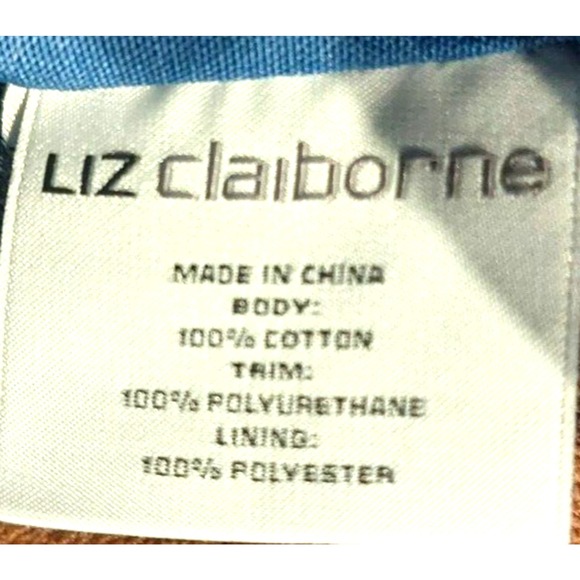 LIZ claiborne
MADE IN CHINA
BODY:
100% COTTON
TRIM:
100% POLYURETHANE
LINING:
100% POLYESTER